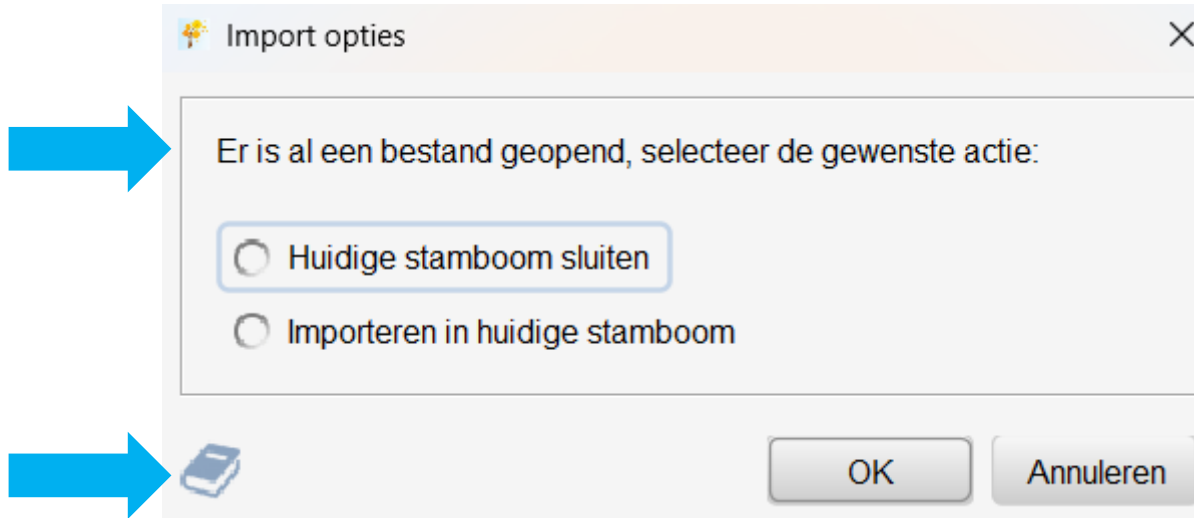 Import opties
Er is al een bestand geopend, selecteer de gewenste actie:
Huidige stamboom sluiten
Importeren in huidige stamboom
OK Annuleren